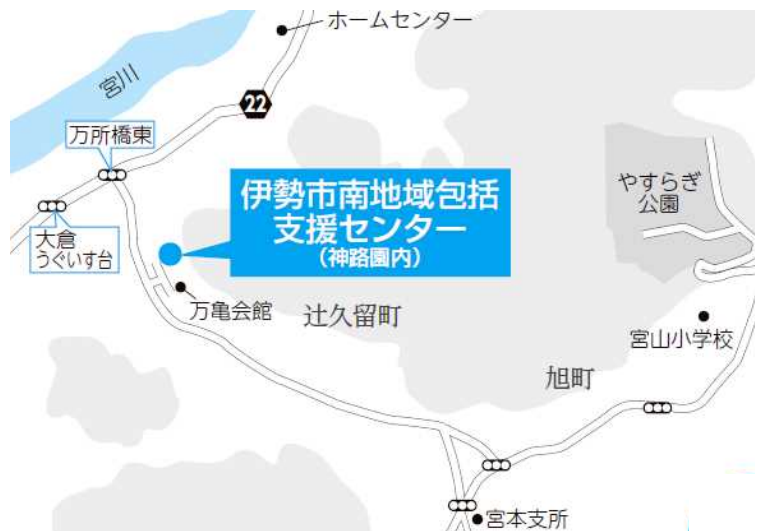 ホームセンター
宮川
22
万所橋東
伊勢市南地域包括
支援センター
(神路園内)
やすらぎ
公園
大倉
うぐいす台
万亀会館
辻久留町
宮山小学校
旭町
宮本支所